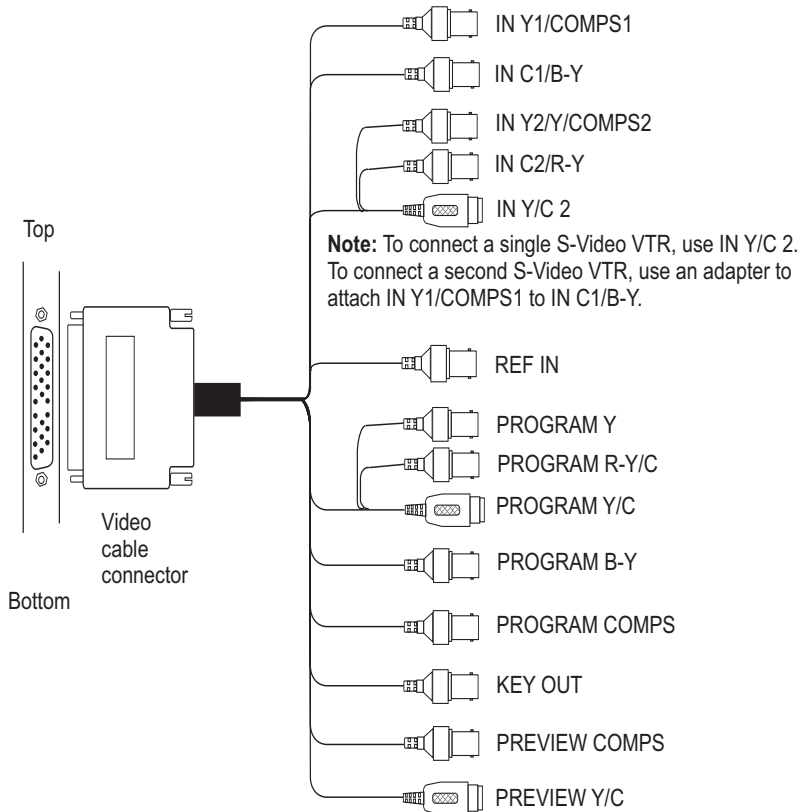 IN Y1/COMPS1
IN C1/B-Y
IN Y2/Y/COMPS2
IN C2/R-Y
IN Y/C 2
Top
Note: To connect a single S-Video VTR, use IN Y/C 2.
To connect a second S-Video VTR, use an adapter to
attach IN Y1/COMPS1 to IN C1/B-Y.
REF IN
PROGRAM Y
PROGRAM R-Y/C
PROGRAM Y/C
Video
cable
connector
PROGRAM B-Y
Bottom
PROGRAM COMPS
KEY OUT
PREVIEW COMPS
PREVIEW Y/C